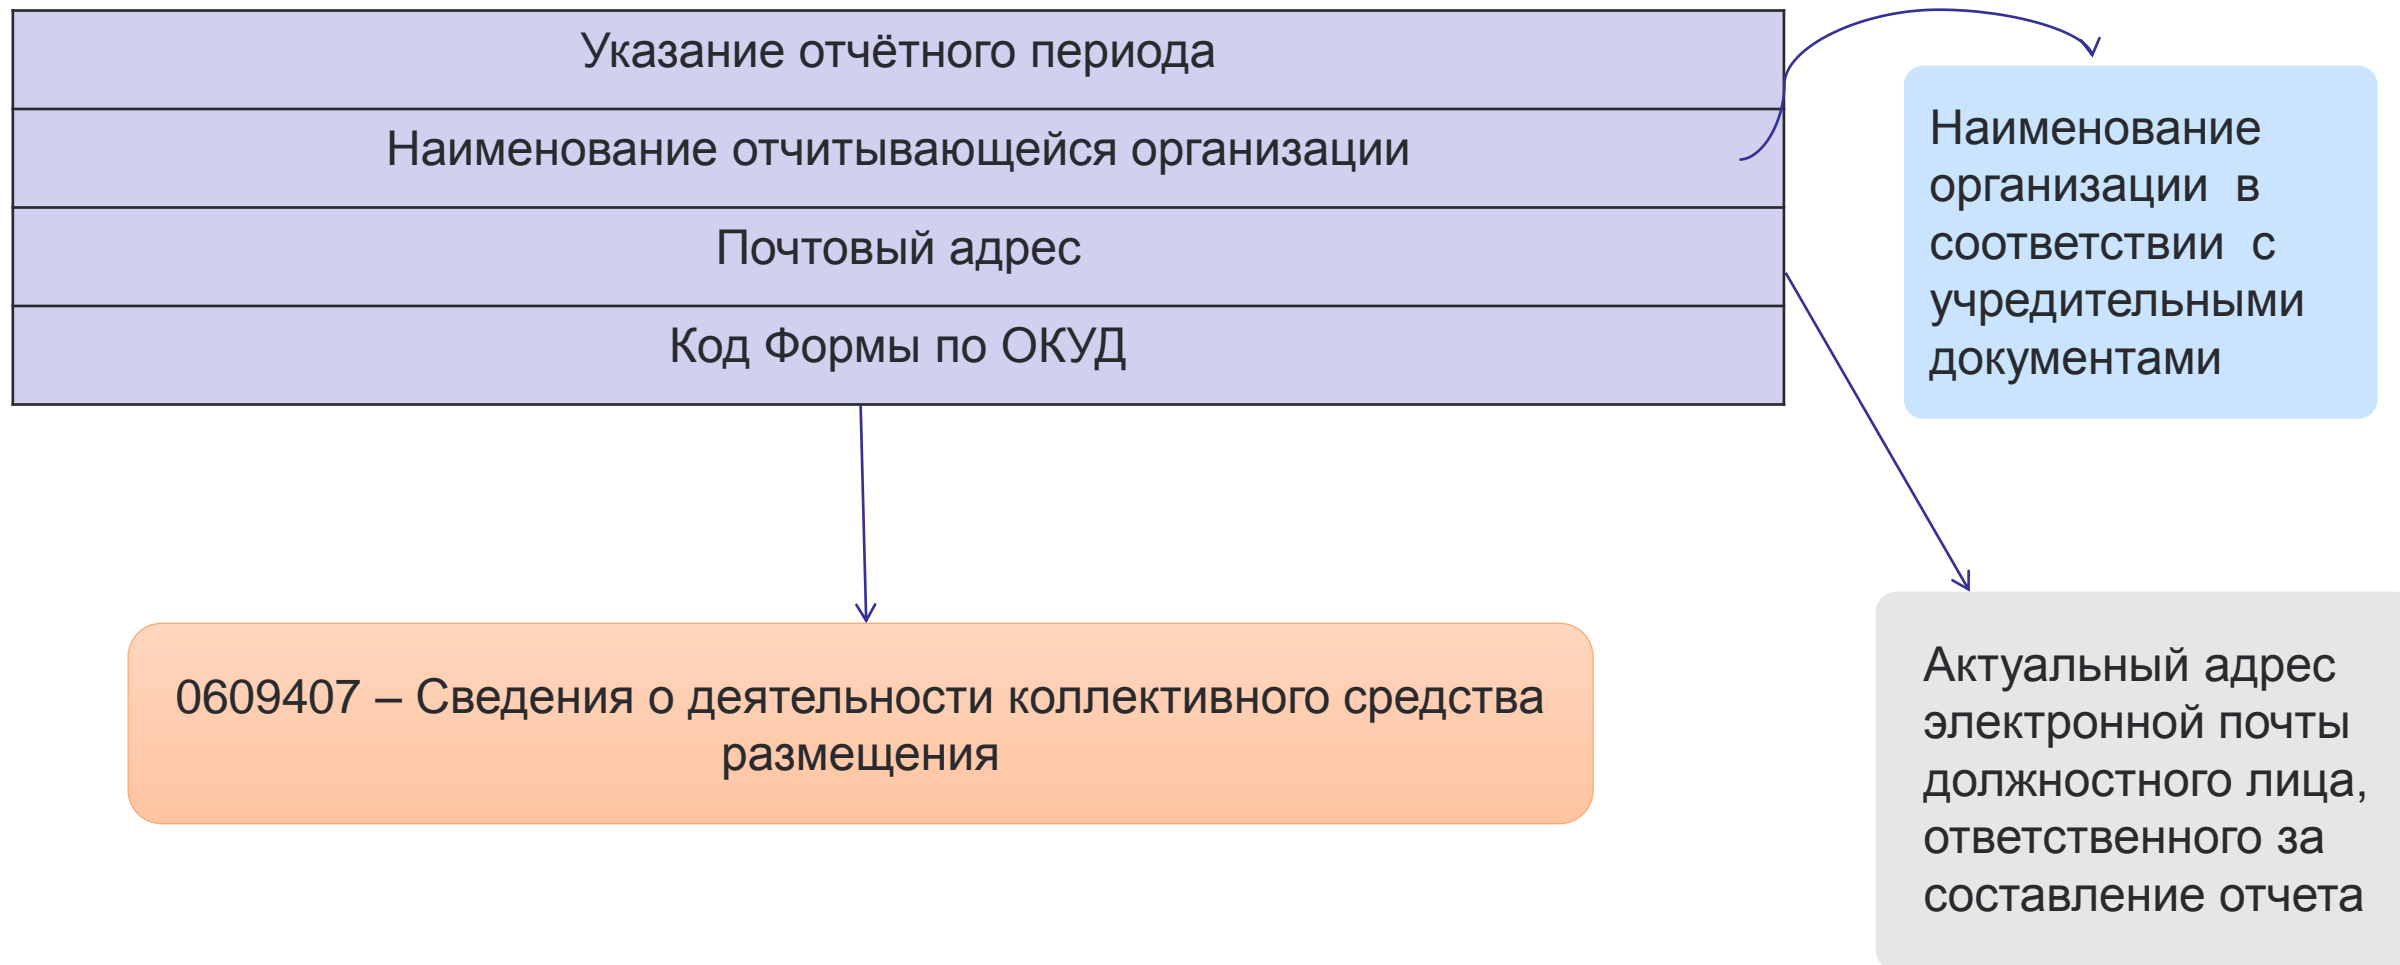 Указание отчётного периода
Наименование отчитывающейся организации
Почтовый адрес
Код Формы по ОКУД
Наименование
организации в
соответствии с
учредительными
документами
0609407 – Сведения о деятельности коллективного средства
размещения
Актуальный адрес
электронной почты
должностного лица,
ответственного за
составление отчета